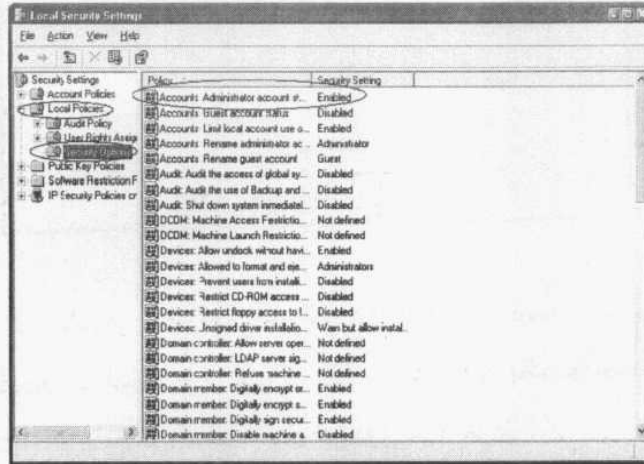 Local Security Settings
File Action View Help
Security Settings
Account Policies
Local Policies
Audit Policy
User Rights Assign
Security Options
Public Key Policies
Software Restriction F
IP Security Policies or
Policy Security Setting
Accounts: Administrator account st... Enabled
Accounts: Guest account status Disabled
Accounts: Limit local account use o... Enabled
Accounts: Rename administrator ac... Administrator
Accounts: Rename guest account Guest
Audit: Audit the access of global sy... Disabled
Audit: Audit the use of Backup and ... Disabled
Audit: Shut down system immediatel... Disabled
DCOM: Machine Access Restrictio... Not defined
DCOM: Machine Launch Restrictio... Not defined
Devices: Allow undock without havi... Enabled
Devices: Allowed to format and eje... Administrators
Devices: Prevent users from installi... Disabled
Devices: Restrict CD-ROM access ... Disabled
Devices: Restrict floppy access to l... Disabled
Devices: Unsigned driver installatio... Warn but allow instal..
Domain controller: Allow server oper... Not defined
Domain controller: LDAP server sig... Not defined
Domain controller: Refuse machine ... Not defined
Domain member: Digitally encrypt or... Enabled
Domain member: Digitally encrypt s... Enabled
Domain member: Digitally sign secur... Enabled
Domain member: Disable machine a. Disabled